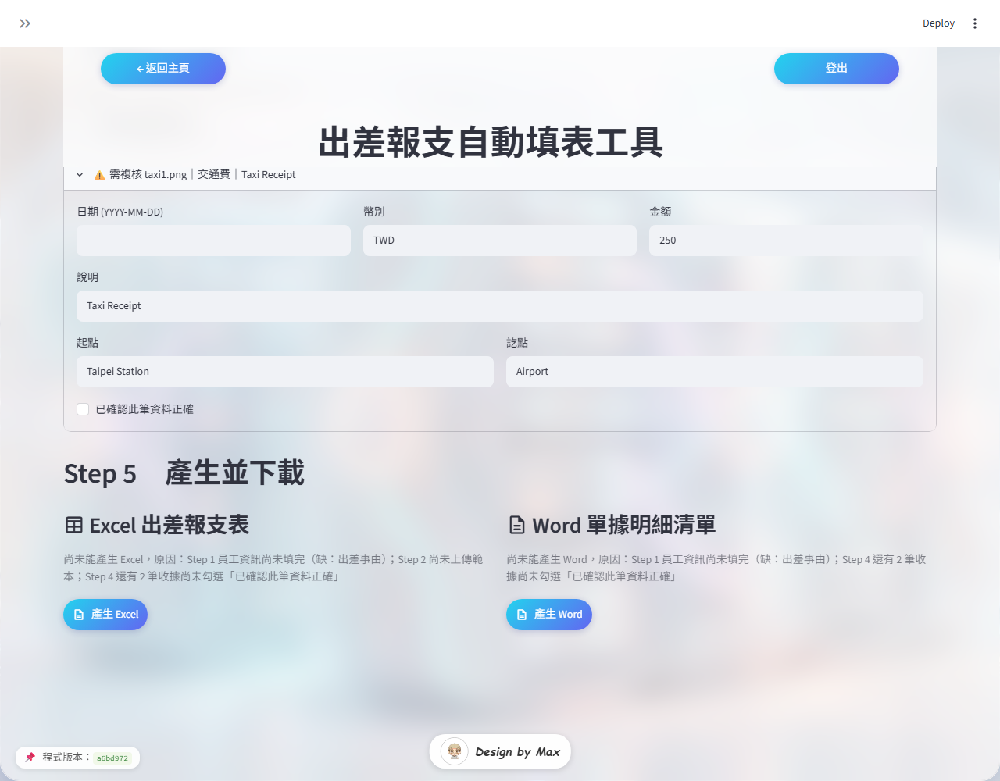 Deploy
← 返回主頁
登出
出差報支自動填表工具
需複核 taxi1.png｜交通費｜Taxi Receipt
日期 (YYYY-MM-DD)
幣別
金額
TWD
250
說明
Taxi Receipt
起點
訖點
Taipei Station
Airport
已確認此筆資料正確
Step 5　產生並下載
Excel 出差報支表
Word 單據明細清單
尚未能產生 Excel，原因：Step 1 員工資訊尚未填完（缺：出差事由）；Step 2 尚未上傳範
本；Step 4 還有 2 筆收據尚未勾選「已確認此筆資料正確」
尚未能產生 Word，原因：Step 1 員工資訊尚未填完（缺：出差事由）；Step 4 還有 2 筆收
據尚未勾選「已確認此筆資料正確」
產生 Excel
產生 Word
程式版本：a6bd972
Design by Max